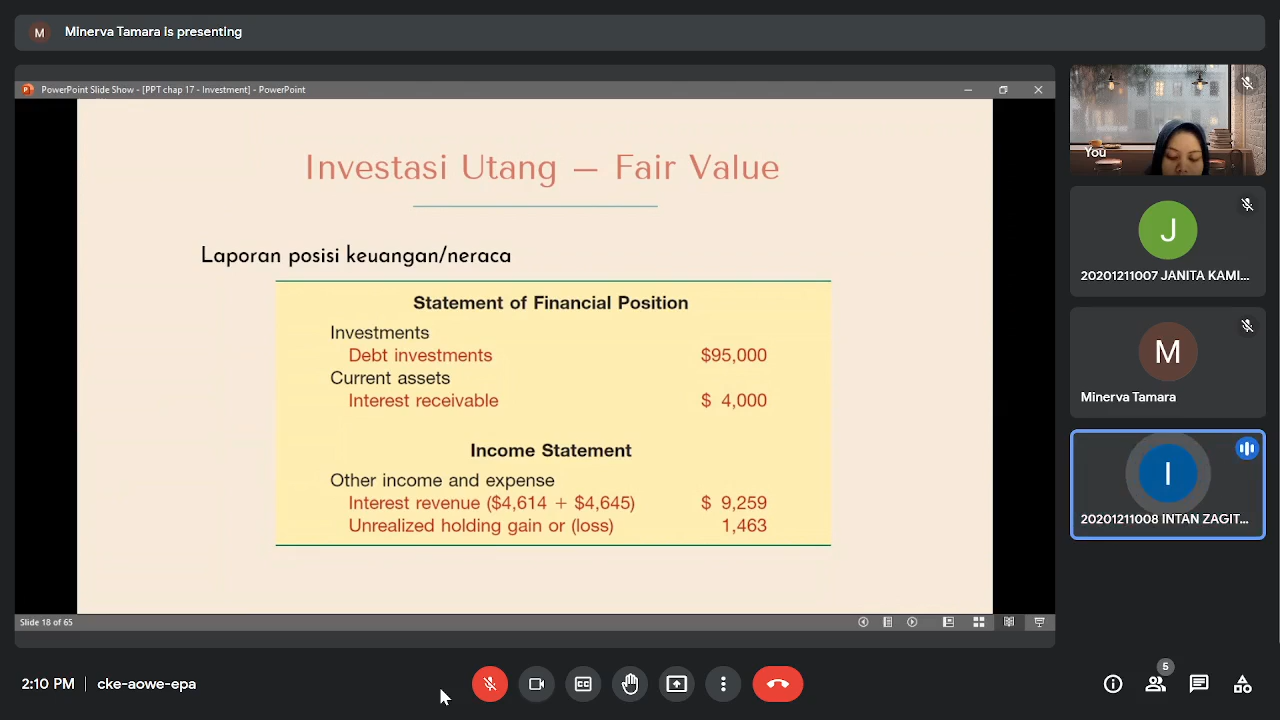 M Minerva Tamara is presenting
PowerPoint Slide Show - [PPT chap 17 - Investment] - PowerPoint
Investasi Utang – Fair Value
Laporan posisi keuangan/neraca
Statement of Financial Position
Investments
Debt investments $95,000
Current assets
Interest receivable $ 4,000
Income Statement
Other income and expense
Interest revenue ($4,614 + $4,645) $ 9,259
Unrealized holding gain or (loss) 1,463
Slide 18 of 65
You
J
20201211007 JANITA KAMI...
M
Minerva Tamara
I
20201211008 INTAN ZAGIT...
2:10 PM | cke-aowe-epa
CC
5